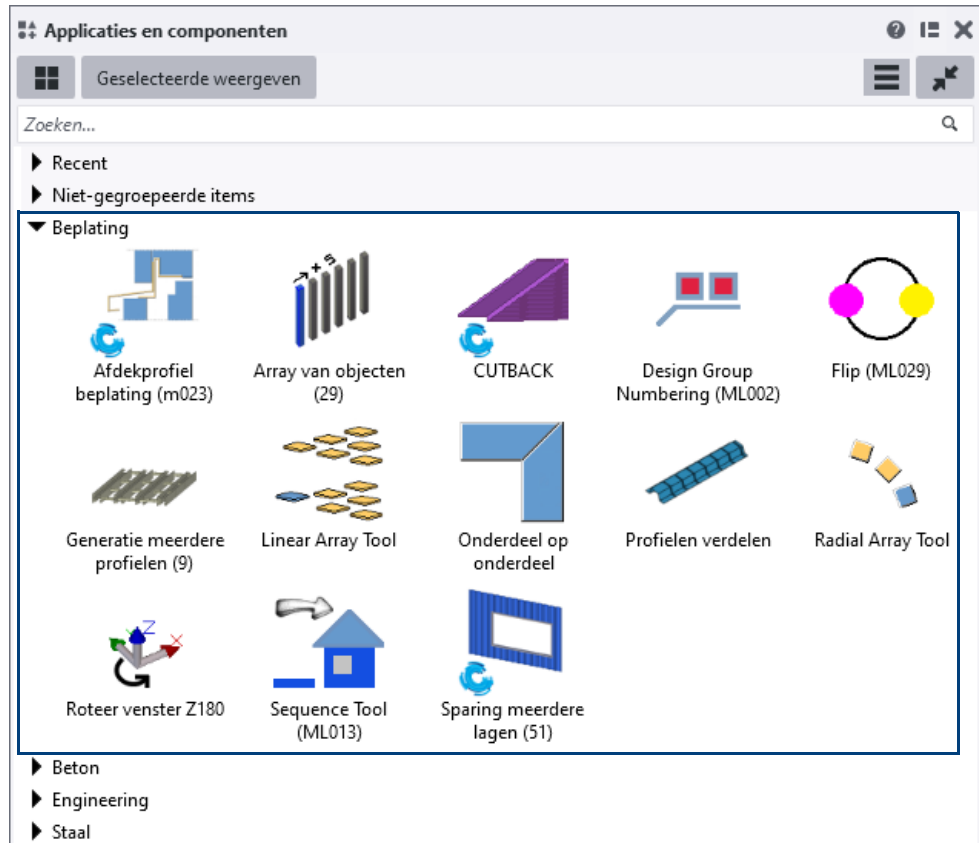 Applicaties en componenten
Geselecteerde weergeven
Zoeken...
Recent
Niet-gegroepeerde items
Beplating
Afdekprofiel
beplating (m023)
Array van objecten
(29)
CUTBACK
Design Group
Numbering (ML002)
Flip (ML029)
Generatie meerdere
profielen (9)
Linear Array Tool
Onderdeel op
onderdeel
Profielen verdelen
Radial Array Tool
Roteer venster Z180
Sequence Tool
(ML013)
Sparing meerdere
lagen (51)
Beton
Engineering
Staal